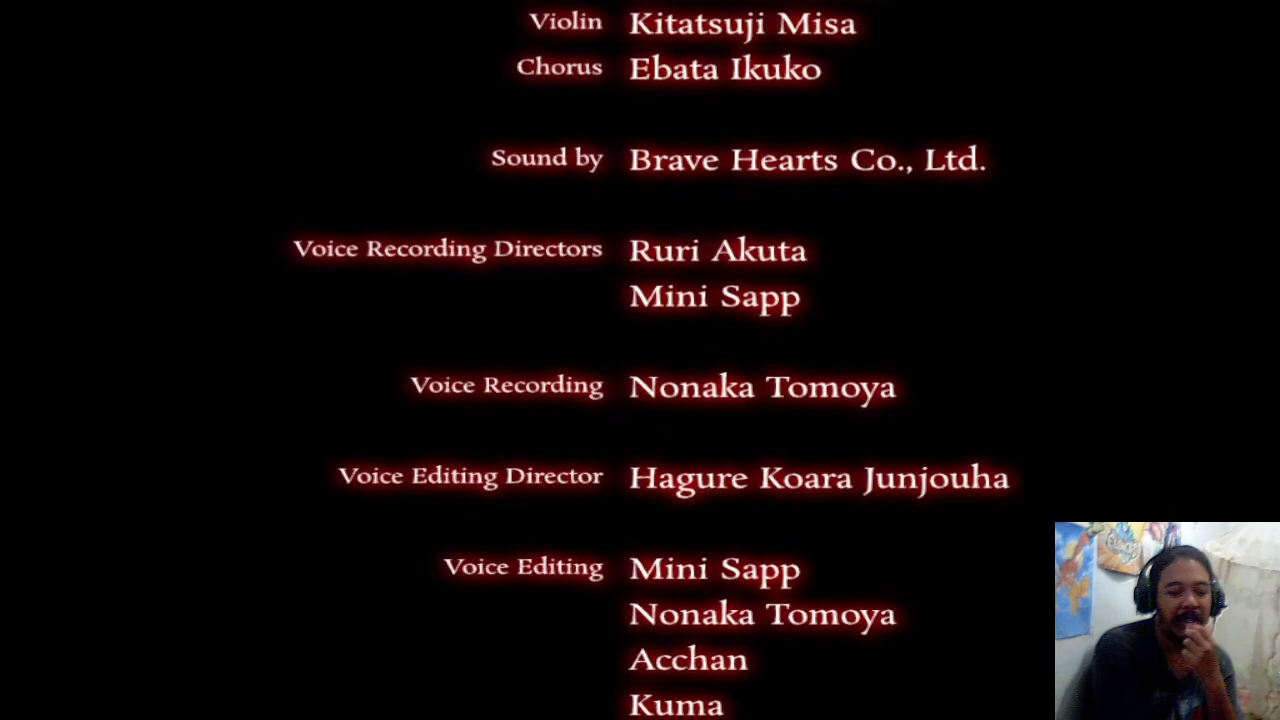 Violin Kitatsuji Misa
Chorus Ebata Ikuko
Sound by Brave Hearts Co., Ltd.
Voice Recording Directors Ruri Akuta
Mini Sapp
Voice Recording Nonaka Tomoya
Voice Editing Director Hagure Koara Junjouha
Voice Editing Mini Sapp
Nonaka Tomoya
Acchan
Kuma